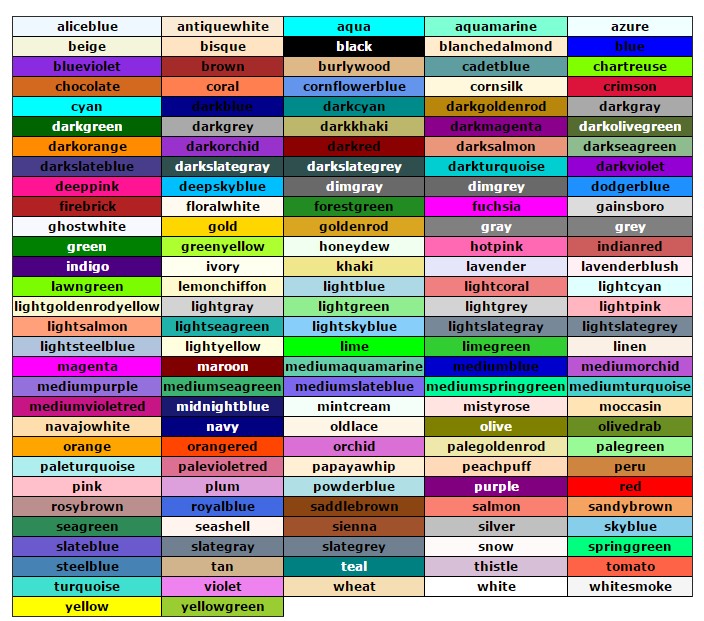 aliceblue antiquewhite aqua aquamarine azure
beige bisque black blanchedalmond blue
blueviolet brown burlywood cadetblue chartreuse
chocolate coral cornflowerblue cornsilk crimson
cyan darkblue darkcyan darkgoldenrod darkgray
darkgreen darkgrey darkkhaki darkmagenta darkolivegreen
darkorange darkorchid darkred darksalmon darkseagreen
darkslateblue darkslategray darkslategrey darkturquoise darkviolet
deeppink deepskyblue dimgray dimgrey dodgerblue
firebrick floralwhite forestgreen fuchsia gainsboro
ghostwhite gold goldenrod gray grey
green greenyellow honeydew hotpink indianred
indigo ivory khaki lavender lavenderblush
lawngreen lemonchiffon lightblue lightcoral lightcyan
lightgoldenrodyellow lightgray lightgreen lightgrey lightpink
lightsalmon lightseagreen lightskyblue lightslategray lightslategrey
lightsteelblue lightyellow lime limegreen linen
magenta maroon mediumaquamarine mediumblue mediumorchid
mediumpurple mediumseagreen mediumslateblue mediumspringgreen mediumturquoise
mediumvioletred midnightblue mintcream mistyrose moccasin
navajowhite navy oldlace olive olivedrab
orange orangered orchid palegoldenrod palegreen
paleturquoise palevioletred papayawhip peachpuff peru
pink plum powderblue purple red
rosybrown royalblue saddlebrown salmon sandybrown
seagreen seashell sienna silver skyblue
slateblue slategray slategrey snow springgreen
steelblue tan teal thistle tomato
turquoise violet wheat white whitesmoke
yellow yellowgreen